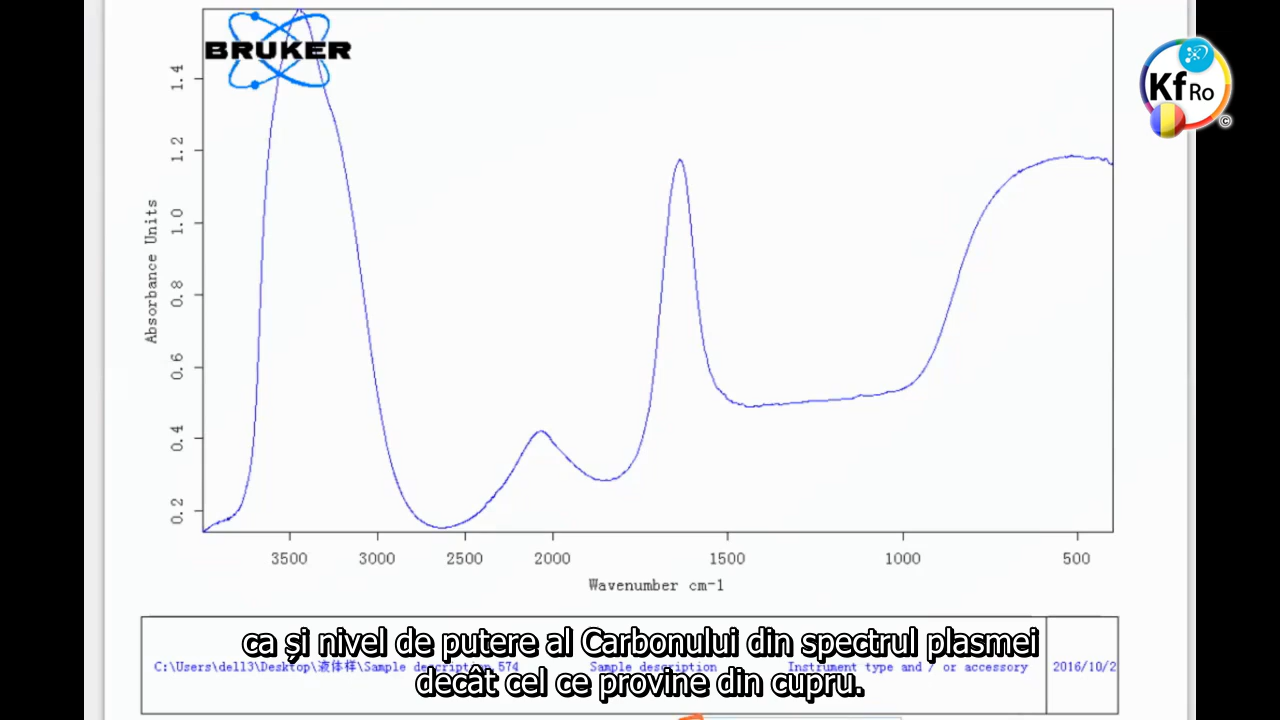 BRUKER
Kf Ro
©
1.4
1.2
1.0
0.8
0.6
0.4
0.2
Absorbance Units
3500 3000 2500 2000 1500 1000 500
Wavenumber cm-1
C:\Users\dell3\Desktop\液体样\Sample description.574 Sample description Instrument type and / or accessory 2016/10/2
ca și nivel de putere al Carbonului din spectrul plasmei
decât cel ce provine din cupru.